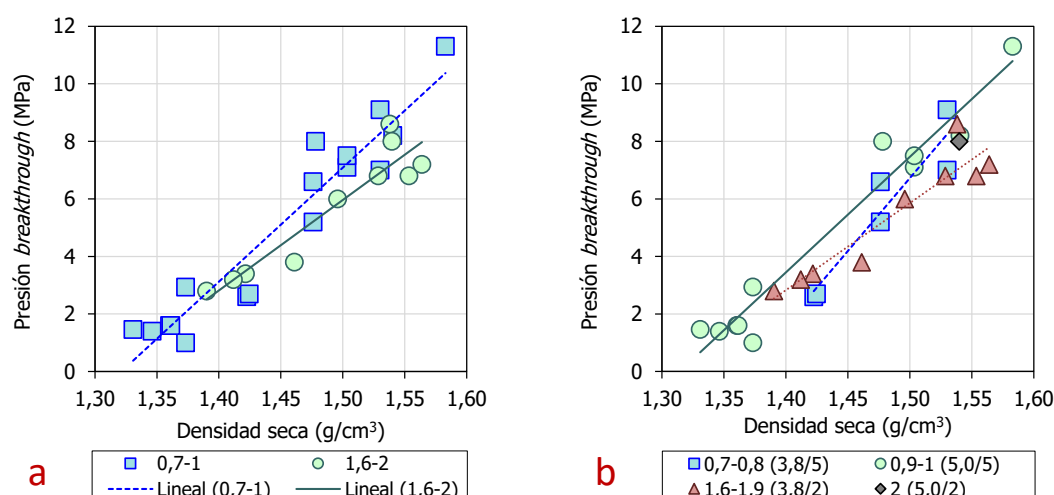 12
10
8
6
4
2
0
Presión breakthrough (MPa)
1,30 1,35 1,40 1,45 1,50 1,55 1,60
Densidad seca (g/cm³)
a
0,7-1 1,6-2
Lineal (0,7-1) Lineal (1,6-2)
12
10
8
6
4
2
0
Presión breakthrough (MPa)
1,30 1,35 1,40 1,45 1,50 1,55 1,60
Densidad seca (g/cm³)
b
0,7-0,8 (3,8/5) 0,9-1 (5,0/5)
1,6-1,9 (3,8/2) 2 (5,0/2)